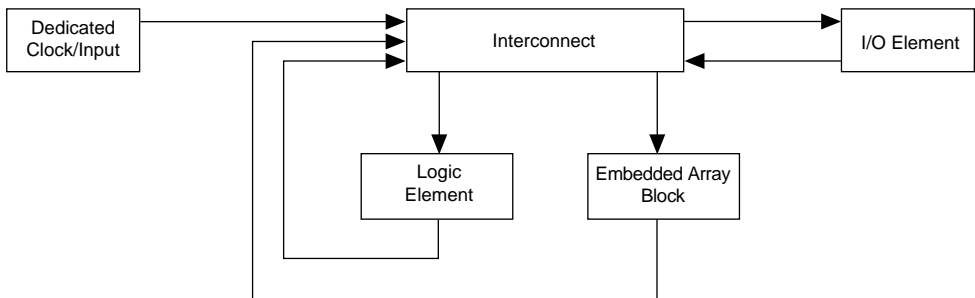 Dedicated
Clock/Input
Interconnect
I/O Element
Logic
Element
Embedded Array
Block